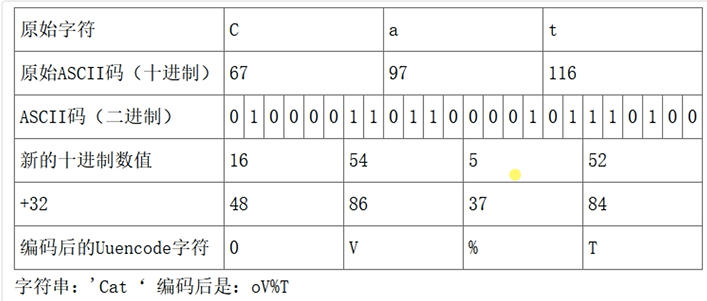 原始字符 C a t
原始ASCII码（十进制） 67 97 116
ASCII码（二进制） 0 1 0 0 0 0 1 1 0 1 1 0 0 0 0 1 0 1 1 1 0 1 0 0
新的十进制数值 16 54 5 52
+32 48 86 37 84
编码后的Uuencode字符 0 V % T
字符串：'Cat ‘ 编码后是：oV%T